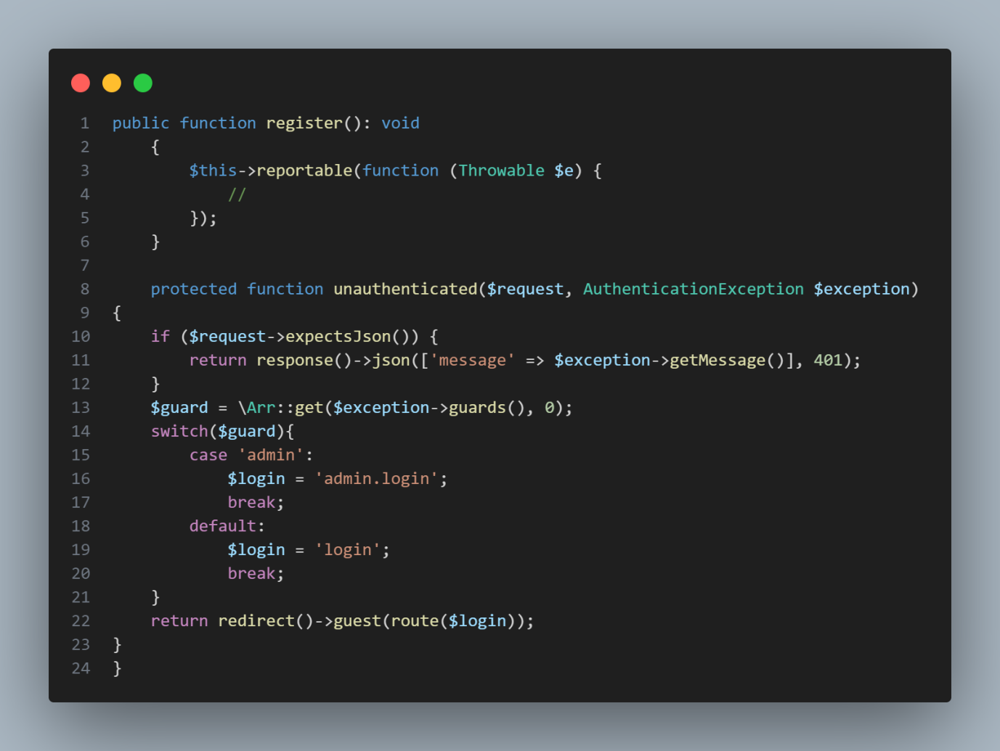 1 public function register(): void
2     {
3         $this->reportable(function (Throwable $e) {
4             //
5         });
6     }
7
8     protected function unauthenticated($request, AuthenticationException $exception)
9 {
10     if ($request->expectsJson()) {
11         return response()->json(['message' => $exception->getMessage()], 401);
12     }
13     $guard = \Arr::get($exception->guards(), 0);
14     switch($guard){
15         case 'admin':
16             $login = 'admin.login';
17             break;
18         default:
19             $login = 'login';
20             break;
21     }
22     return redirect()->guest(route($login));
23 }
24 }